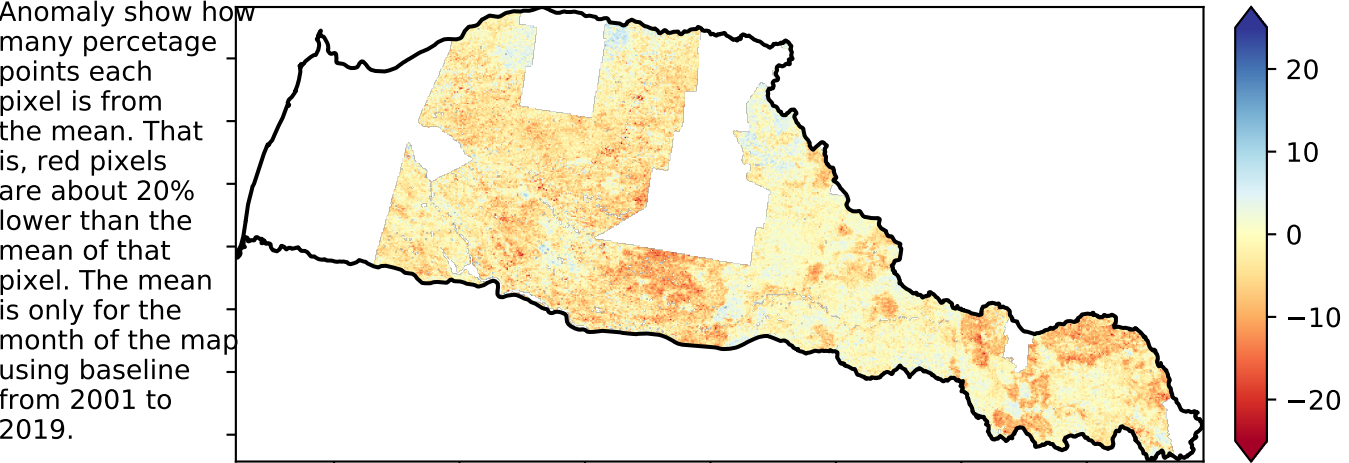 Anomaly show how
many percetage
points each
pixel is from
the mean. That
is, red pixels
are about 20%
lower than the
mean of that
pixel. The mean
is only for the
month of the map
using baseline
from 2001 to
2019.
20
10
0
−10
−20